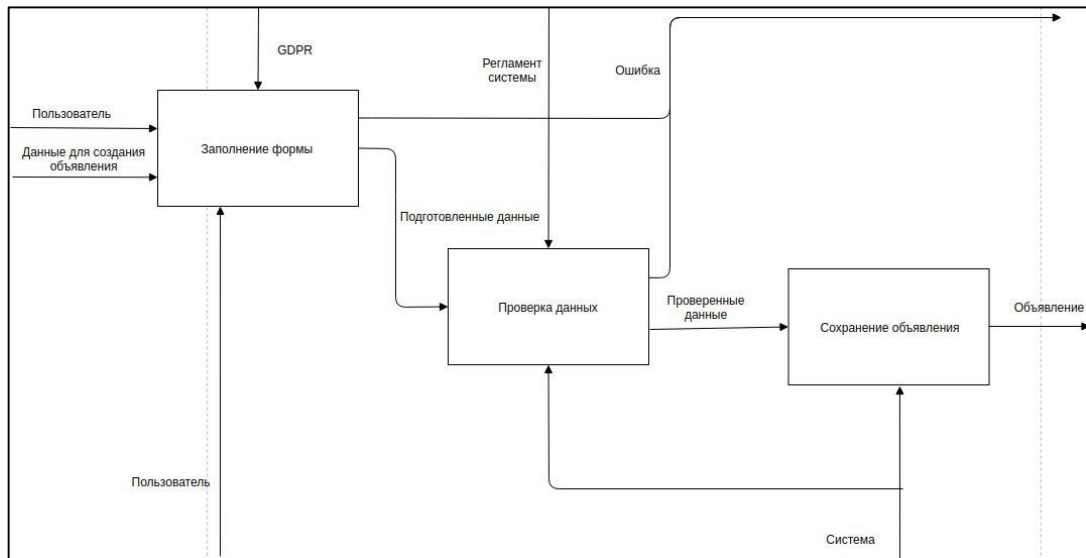 GDPR
Регламент
системы
Ошибка
Пользователь
Данные для создания
объявления
Заполнение формы
Подготовленные данные
Проверка данных
Проверенные
данные
Сохранение объявления
Объявление
Пользователь
Система